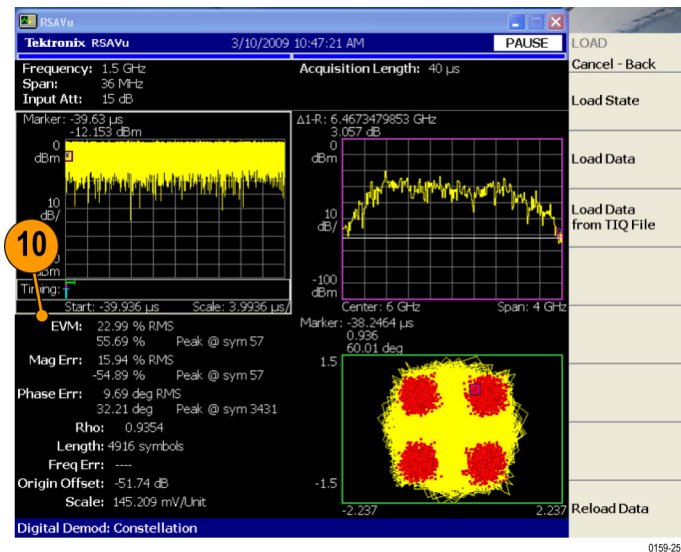 RSAVu
Tektronix RSAVu 3/10/2009 10:47:21 AM PAUSE
LOAD
Cancel - Back
Load State
Load Data
Load Data
from TIQ File
Reload Data
Frequency: 1.5 GHz Acquisition Length: 40 µs
Span: 36 MHz
Input Att: 15 dB
Marker: -39.63 µs
-12.153 dBm
0
dBm
10
dB/
10
dBm
Timing:
Start: -39.936 µs Scale: 3.9936 µs/
Δ1-R: 6.4673479853 GHz
3.057 dB
0
dBm
10
dB/
-100
dBm
Center: 6 GHz Span: 4 GHz
EVM: 22.99 % RMS
55.69 % Peak @ sym 57
Mag Err: 15.94 % RMS
-54.89 % Peak @ sym 57
Phase Err: 9.69 deg RMS
32.21 deg Peak @ sym 3431
Rho: 0.9354
Length: 4916 symbols
Freq Err: ----
Origin Offset: -51.74 dB
Scale: 145.209 mV/Unit
Marker: -38.2464 µs
0.936
60.01 deg
1.5
-1.5
-2.237 2.237
Digital Demod: Constellation
0159-25